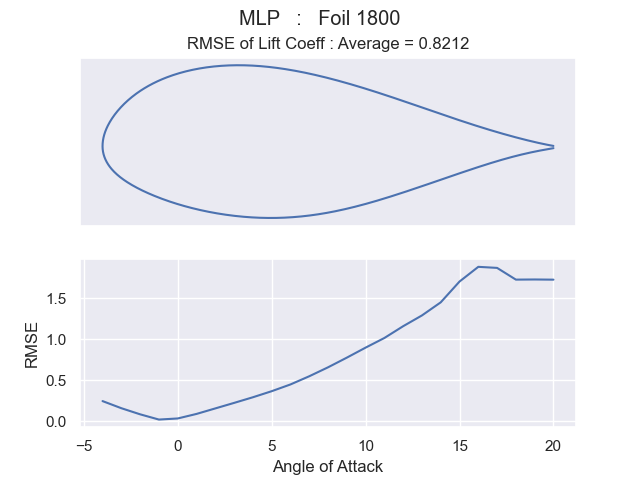 MLP   :   Foil 1800
RMSE of Lift Coeff : Average = 0.8212
1.5
1.0
0.5
0.0
RMSE
−5 0 5 10 15 20
Angle of Attack